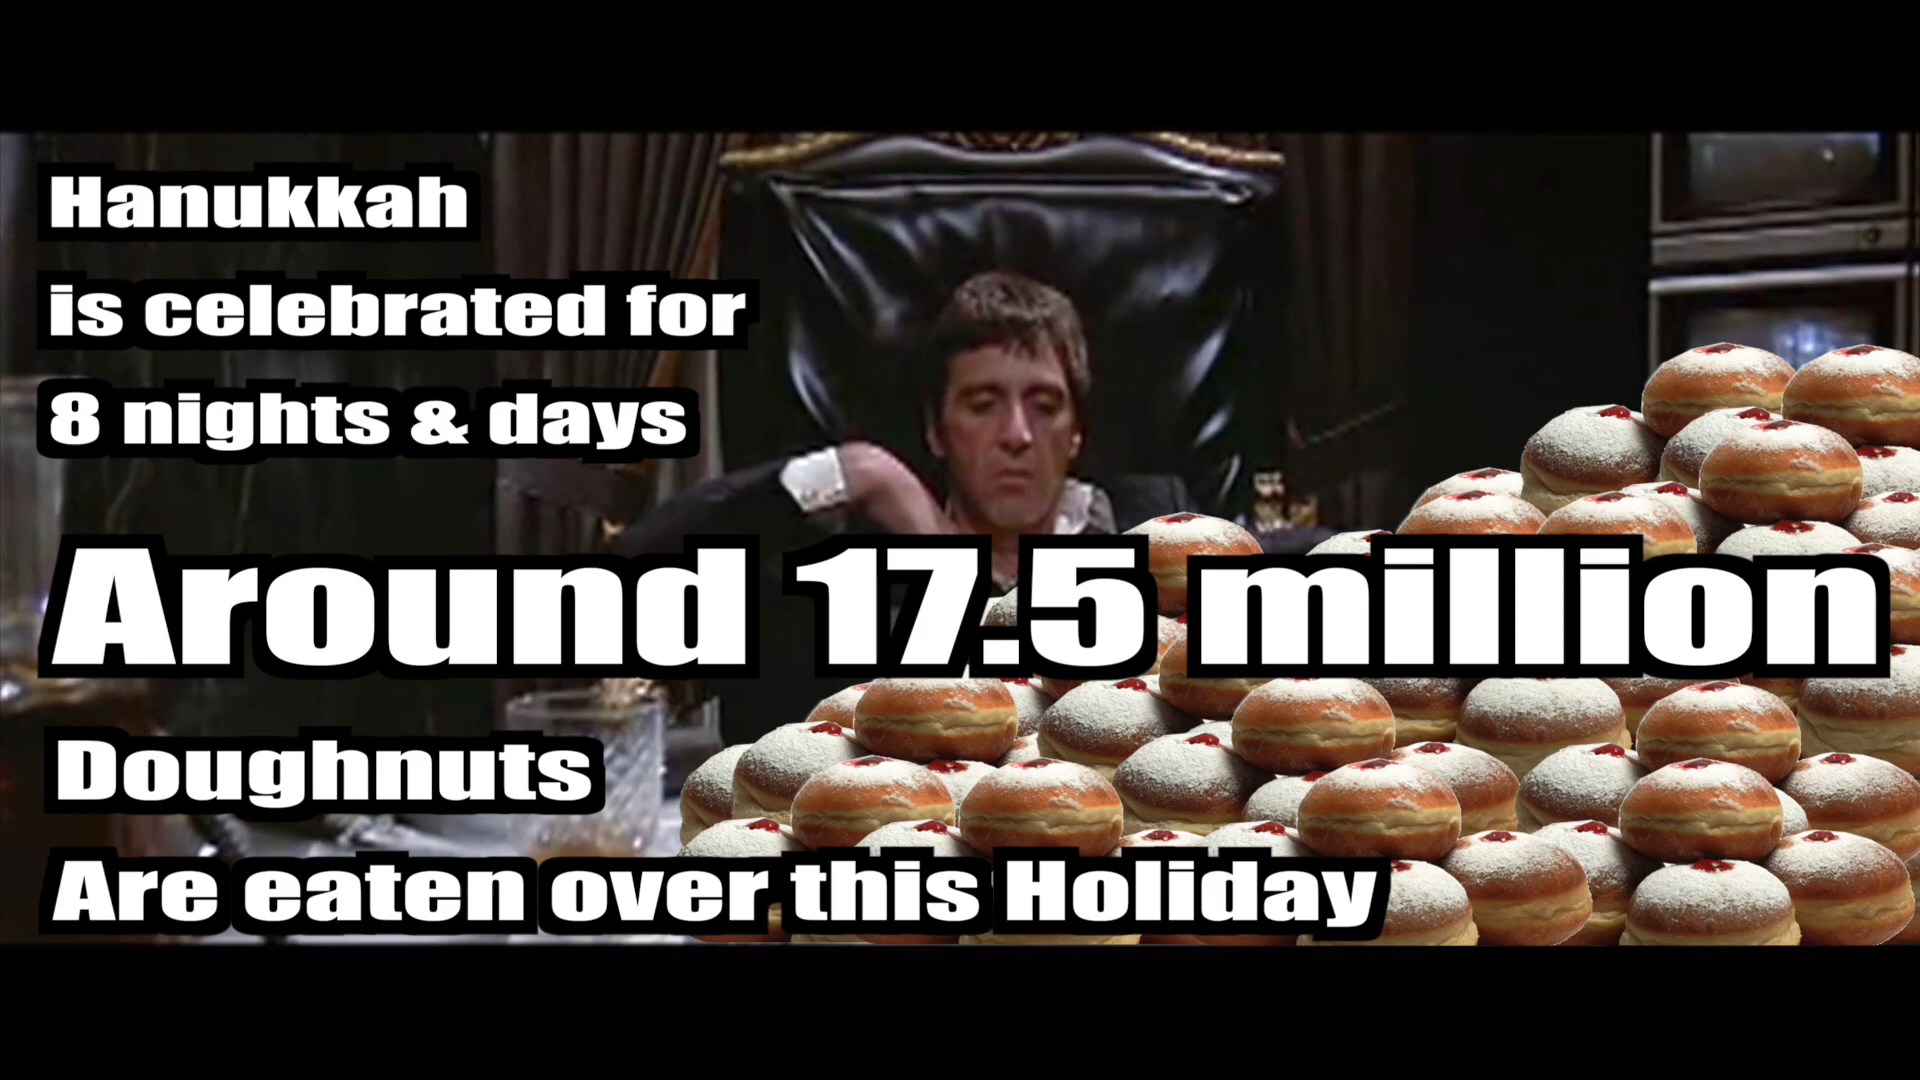 Hanukkah
is celebrated for
8 nights & days
Around 17.5 million
Doughnuts
Are eaten over this Holiday